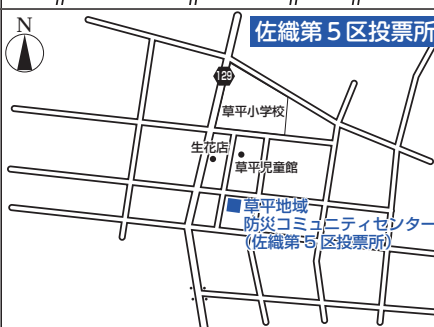 佐織第5区投票所
N
129
草平小学校
生花店
草平児童館
■草平地域
防災コミュニティセンター
(佐織第5区投票所)